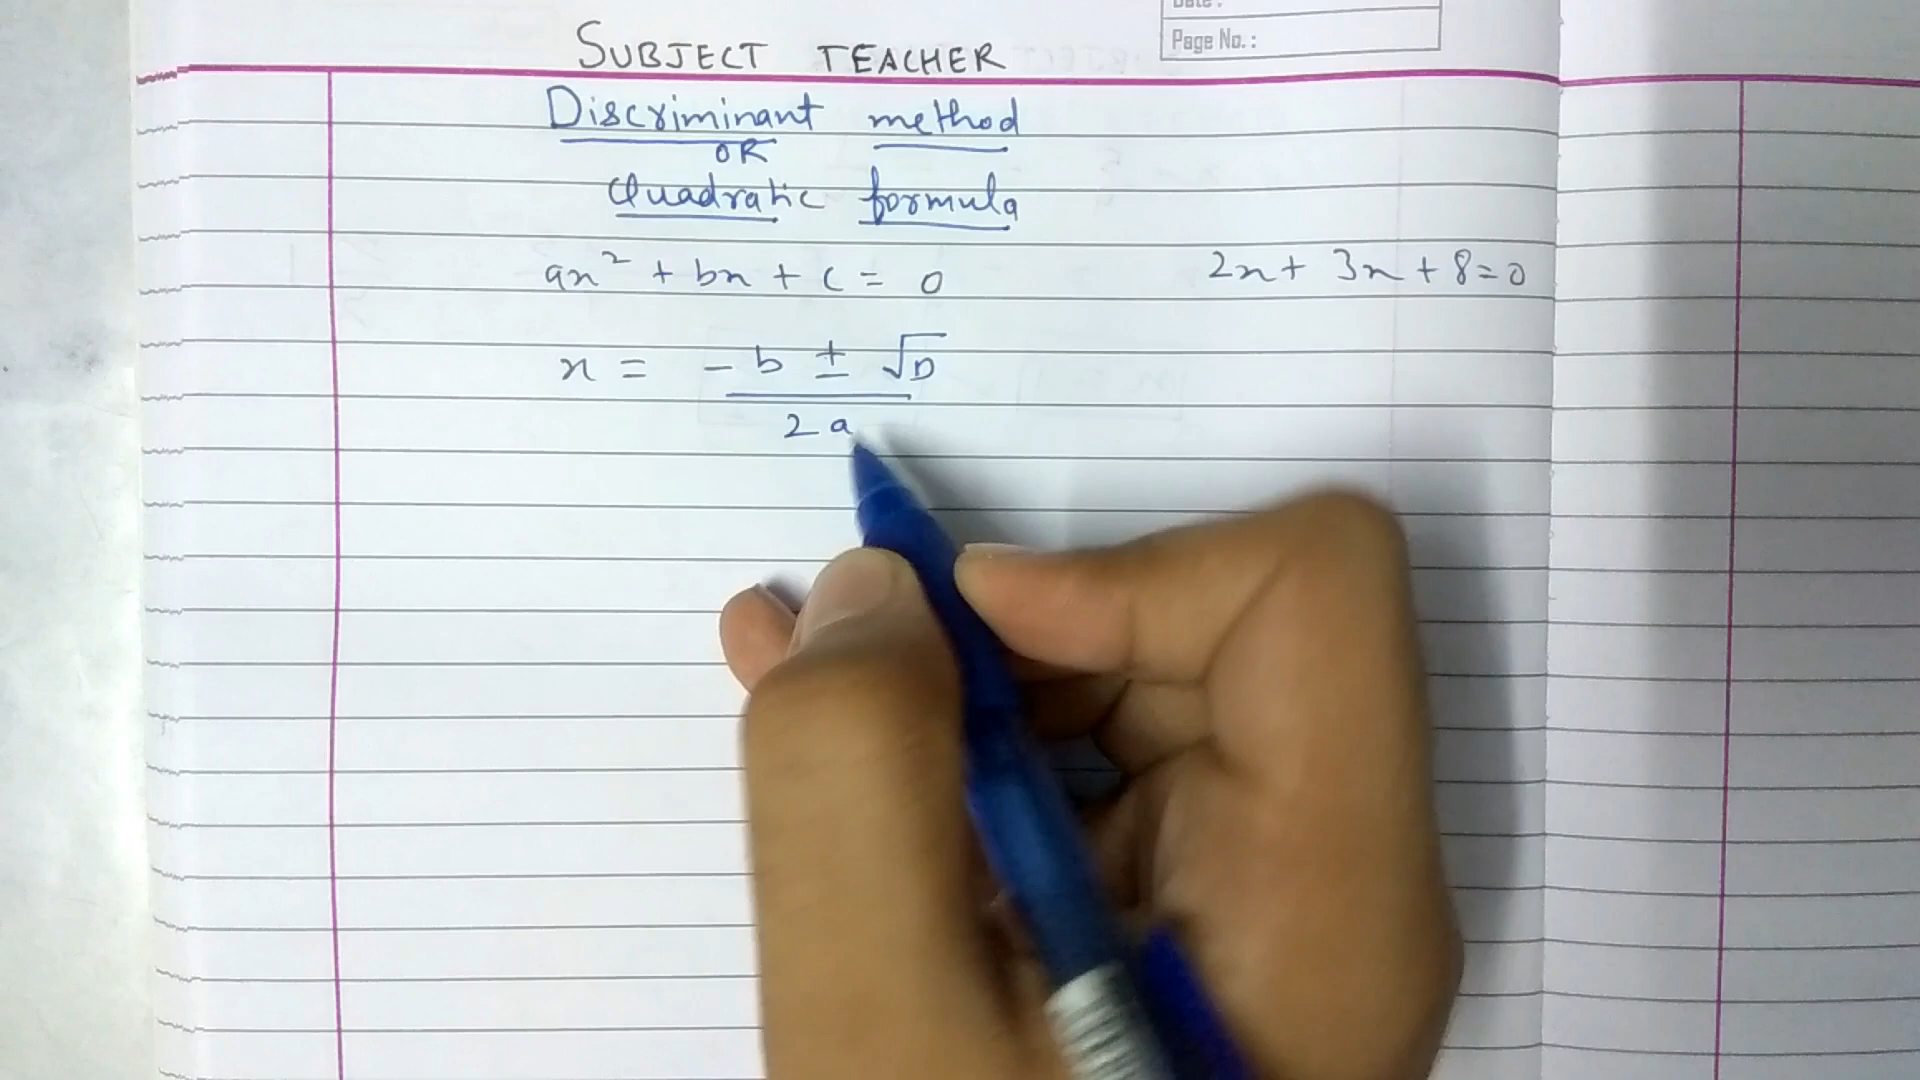 Date :
Page No. :
SUBJECT TEACHER
Discriminant method
OR
Quadratic formula
ax² + bx + c = 0
2x + 3x + 8 = 0
x = - b ± √D
2a